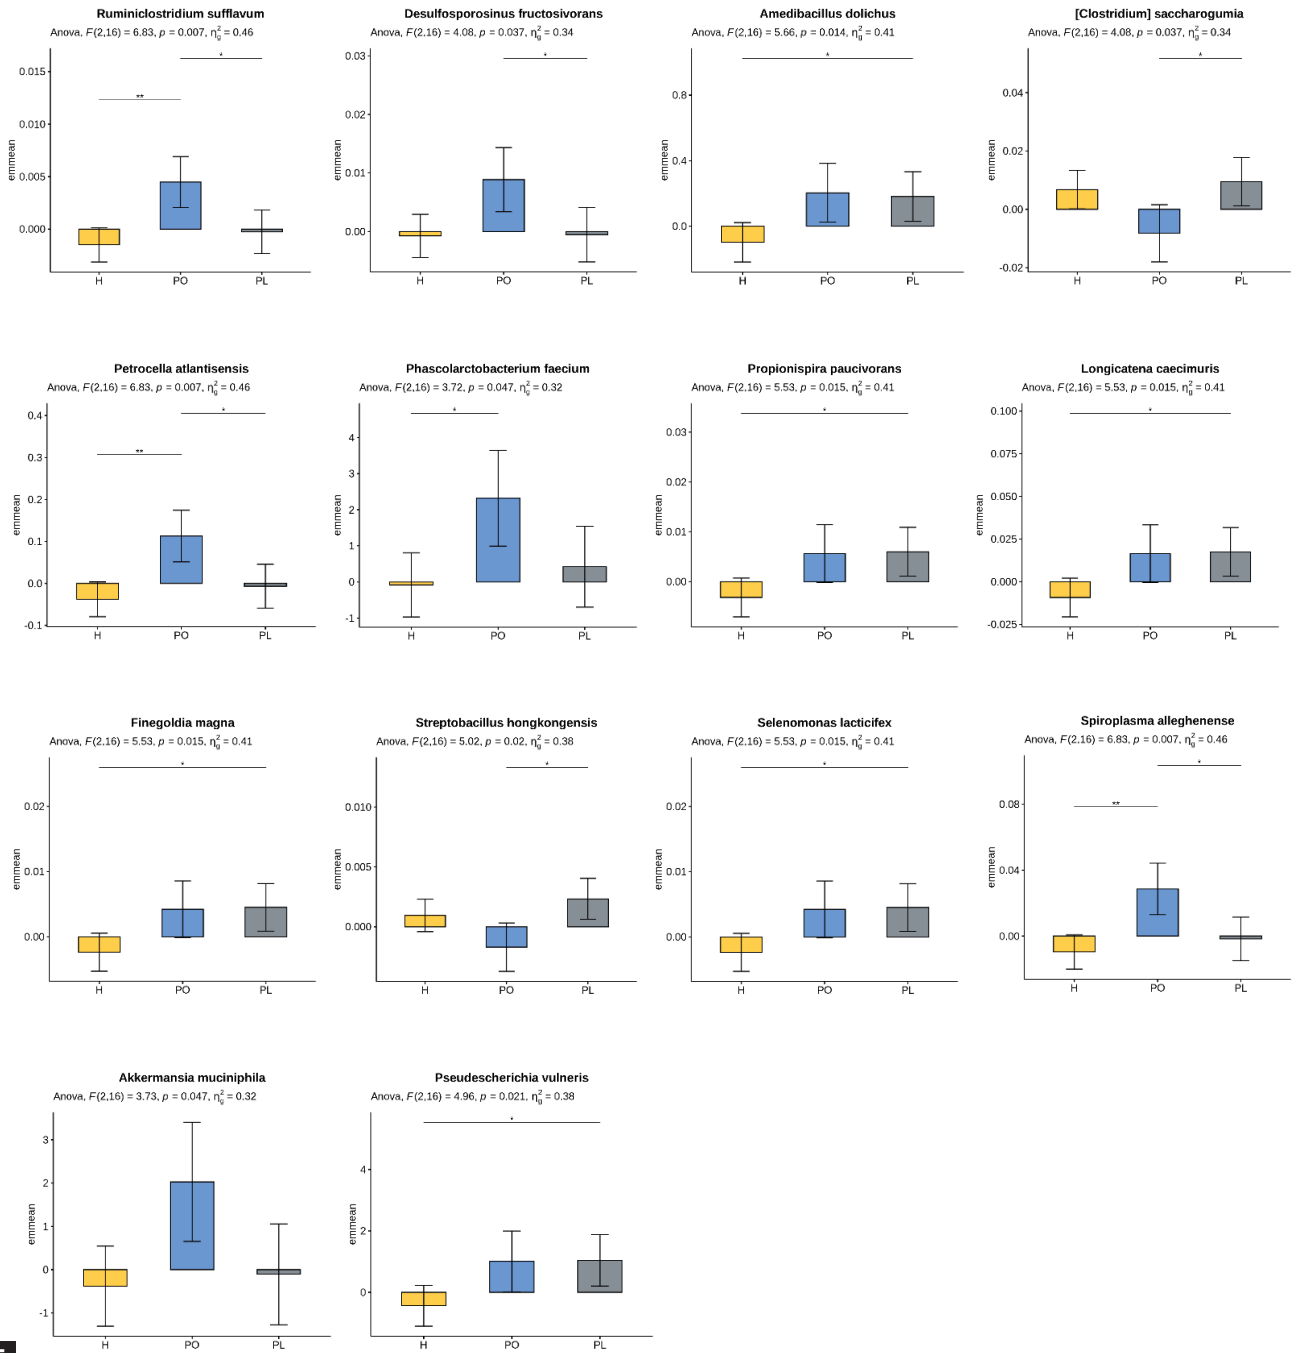 Ruminiclostridium sufflavum
Anova, F(2,16) = 6.83, p = 0.007, η²g = 0.46
**
*
emmean
0.015
0.010
0.005
0.000
H PO PL
Desulfosporosinus fructosivorans
Anova, F(2,16) = 4.08, p = 0.037, η²g = 0.34
*
emmean
0.03
0.02
0.01
0.00
H PO PL
Amedibacillus dolichus
Anova, F(2,16) = 5.66, p = 0.014, η²g = 0.41
*
emmean
0.8
0.4
0.0
H PO PL
[Clostridium] saccharogumia
Anova, F(2,16) = 4.08, p = 0.037, η²g = 0.34
*
emmean
0.04
0.02
0.00
-0.02
H PO PL
Petrocella atlantisensis
Anova, F(2,16) = 6.83, p = 0.007, η²g = 0.46
*
**
emmean
0.4
0.3
0.2
0.1
0.0
-0.1
H PO PL
Phascolarctobacterium faecium
Anova, F(2,16) = 3.72, p = 0.047, η²g = 0.32
*
emmean
4
3
2
1
0
-1
H PO PL
Propionispira paucivorans
Anova, F(2,16) = 5.53, p = 0.015, η²g = 0.41
*
emmean
0.03
0.02
0.01
0.00
H PO PL
Longicatena caecimuris
Anova, F(2,16) = 5.53, p = 0.015, η²g = 0.41
*
emmean
0.100
0.075
0.050
0.025
0.000
-0.025
H PO PL
Finegoldia magna
Anova, F(2,16) = 5.53, p = 0.015, η²g = 0.41
*
emmean
0.02
0.01
0.00
H PO PL
Streptobacillus hongkongensis
Anova, F(2,16) = 5.02, p = 0.02, η²g = 0.38
*
emmean
0.010
0.005
0.000
H PO PL
Selenomonas lacticifex
Anova, F(2,16) = 5.53, p = 0.015, η²g = 0.41
*
emmean
0.02
0.01
0.00
H PO PL
Spiroplasma alleghenense
Anova, F(2,16) = 6.83, p = 0.007, η²g = 0.46
*
**
emmean
0.08
0.04
0.00
H PO PL
Akkermansia muciniphila
Anova, F(2,16) = 3.73, p = 0.047, η²g = 0.32
emmean
3
2
1
0
-1
H PO PL
Pseudescherichia vulneris
Anova, F(2,16) = 4.96, p = 0.021, η²g = 0.38
*
emmean
4
2
0
H PO PL